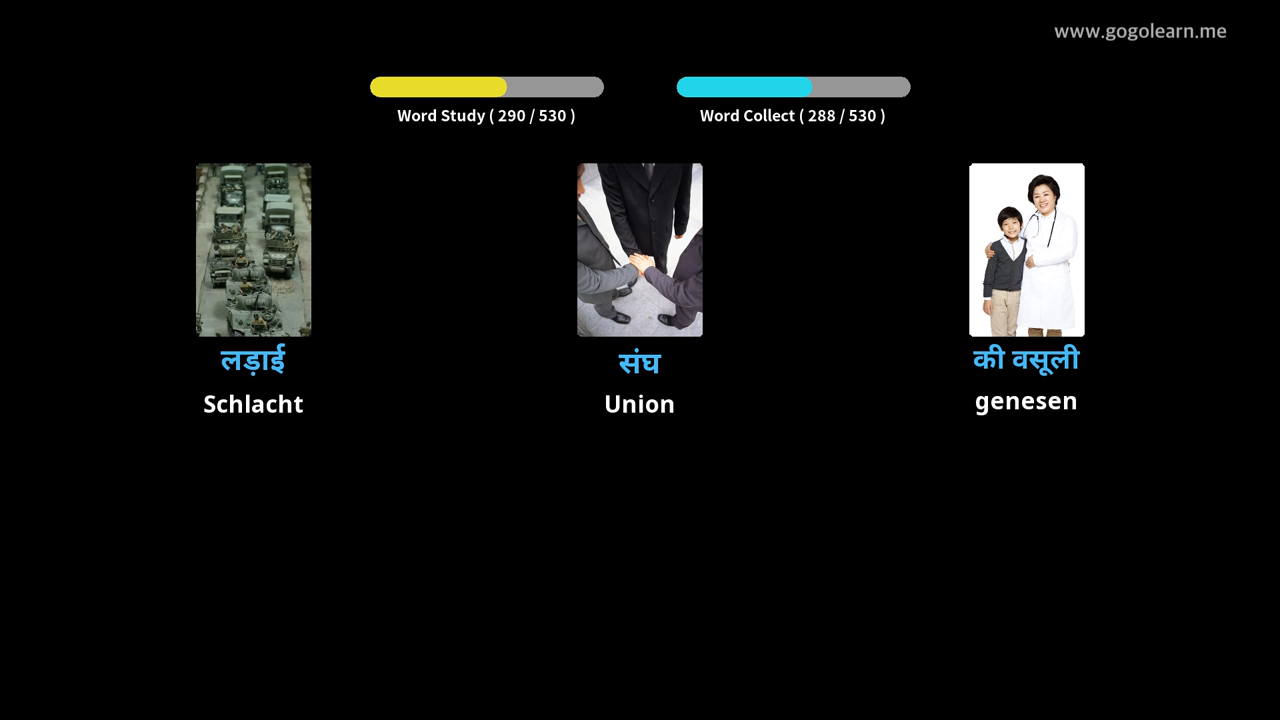 www.gogolearn.me
Word Study ( 290 / 530 )
Word Collect ( 288 / 530 )
लड़ाई
संघ
की वसूली
Schlacht
Union
genesen